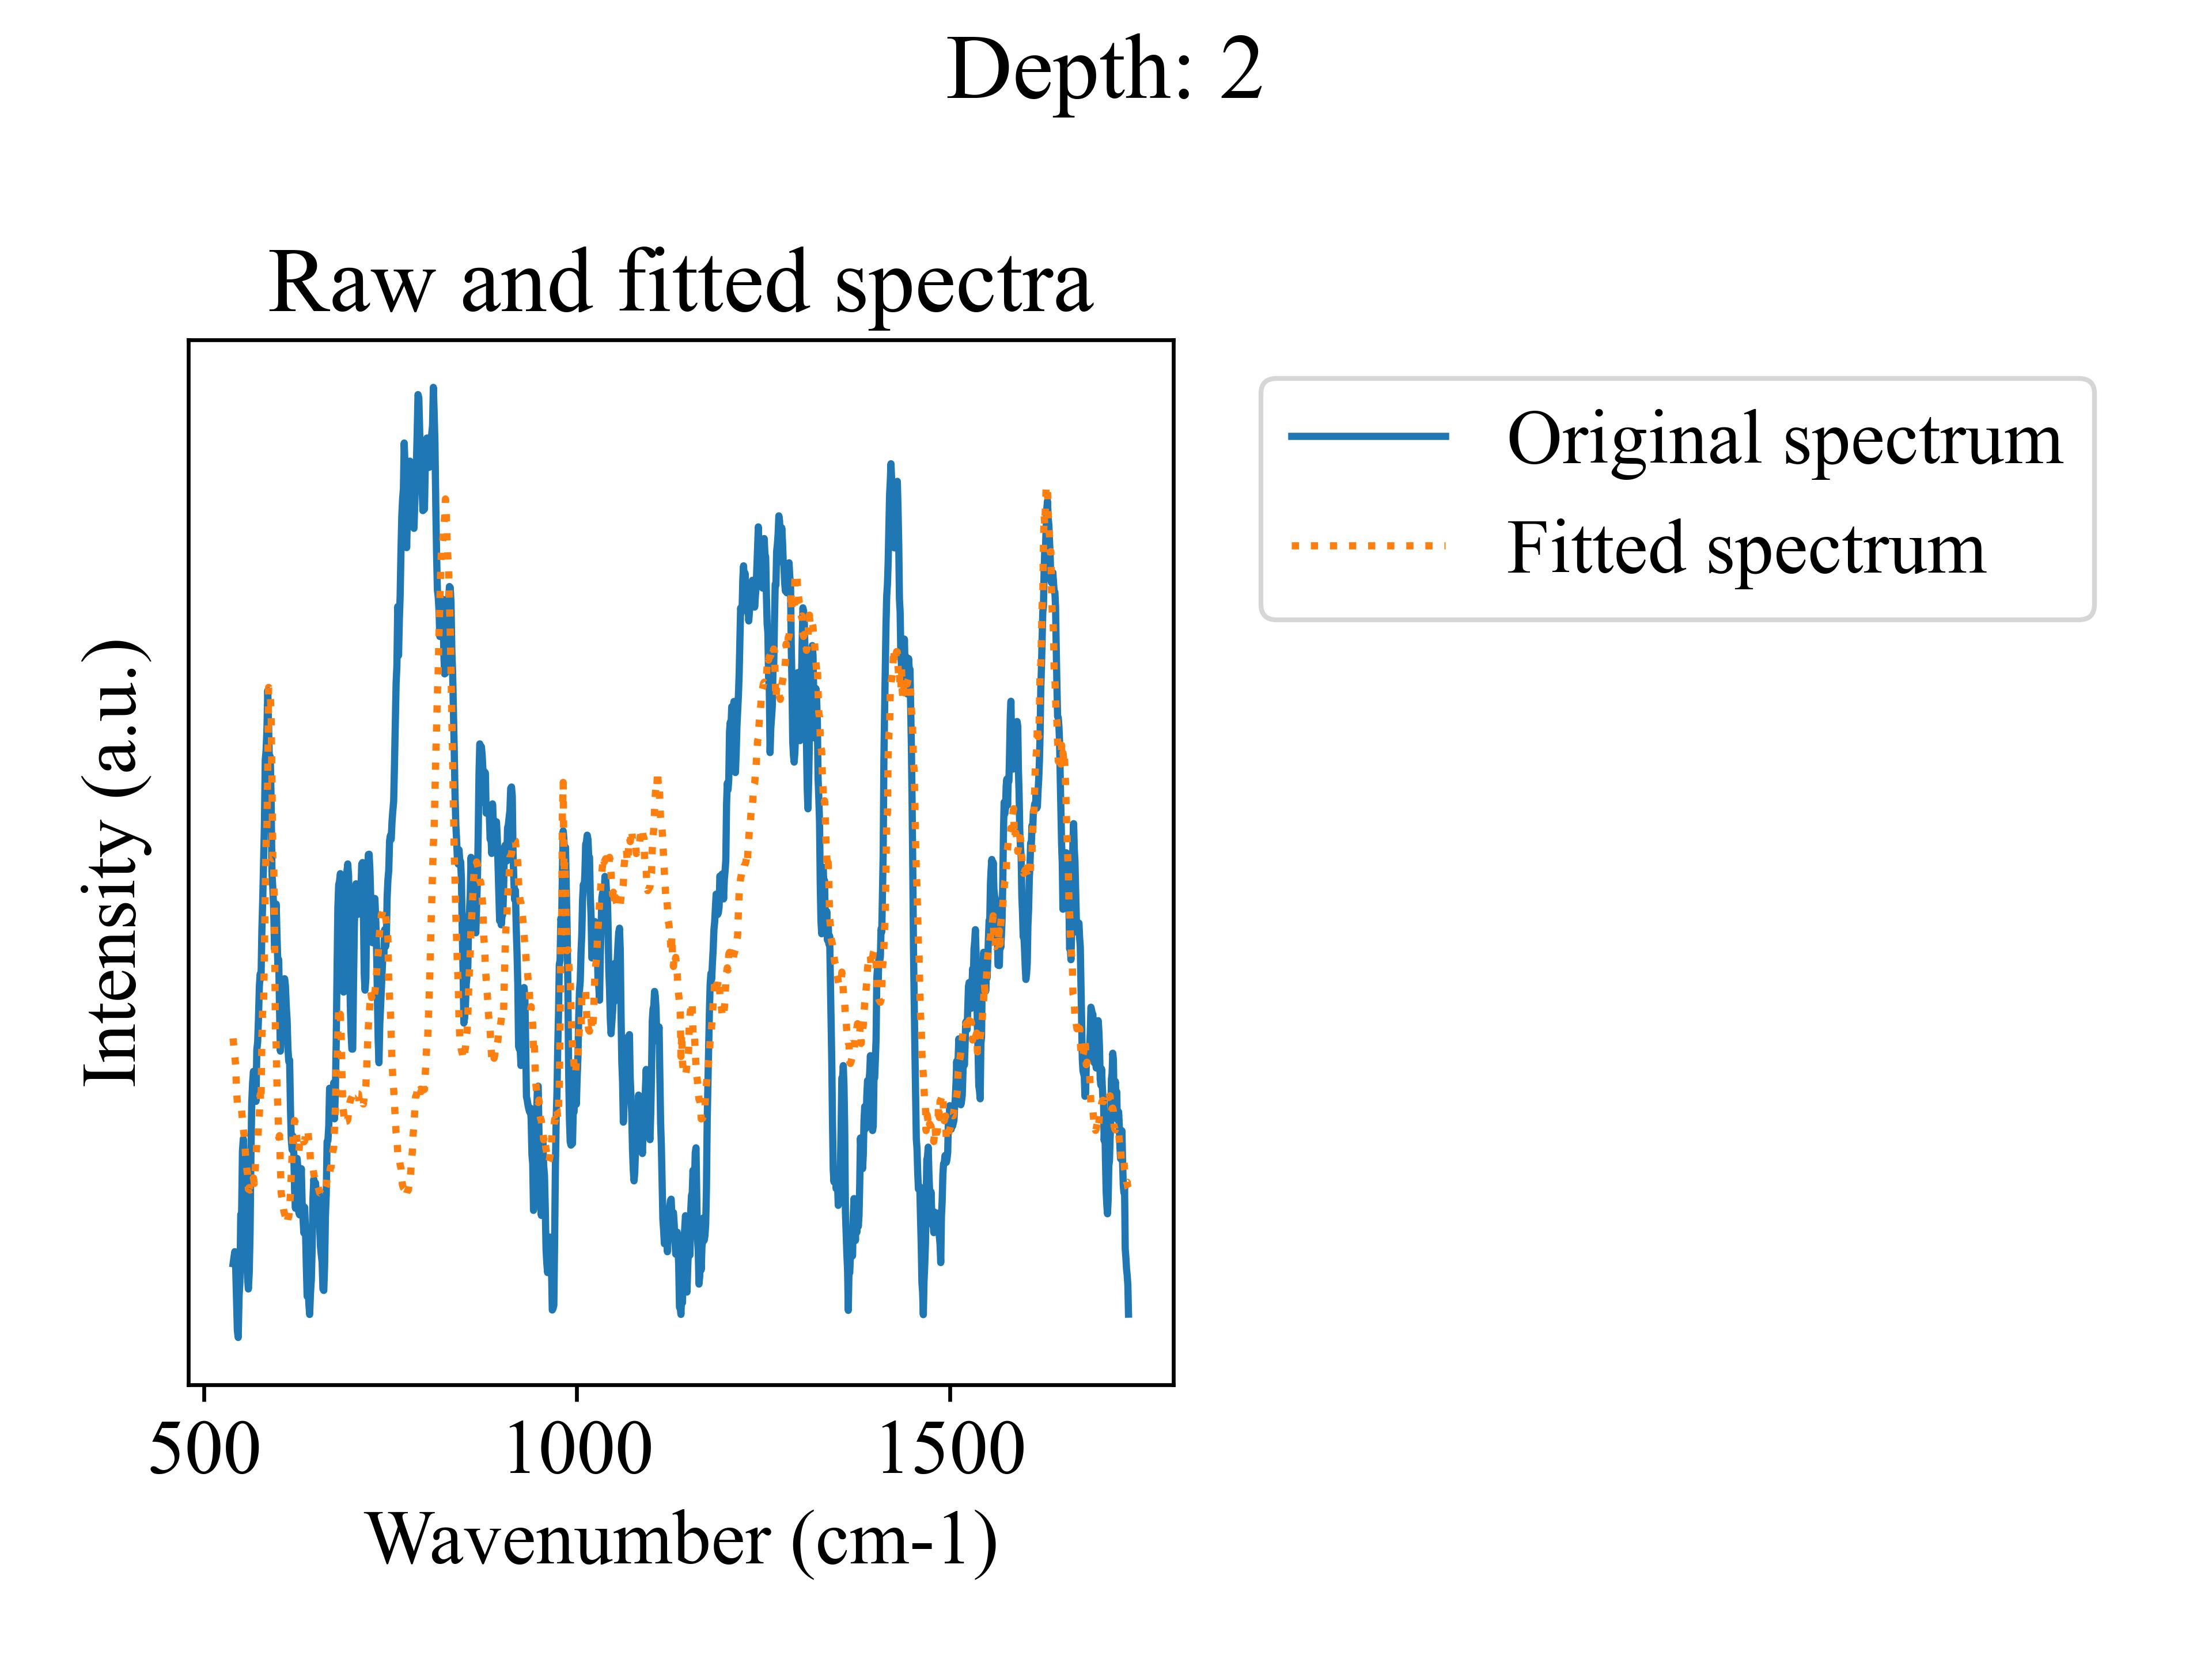 Depth: 2
Raw and fitted spectra
Original spectrum
Fitted spectrum
Intensity (a.u.)
500 1000 1500
Wavenumber (cm-1)